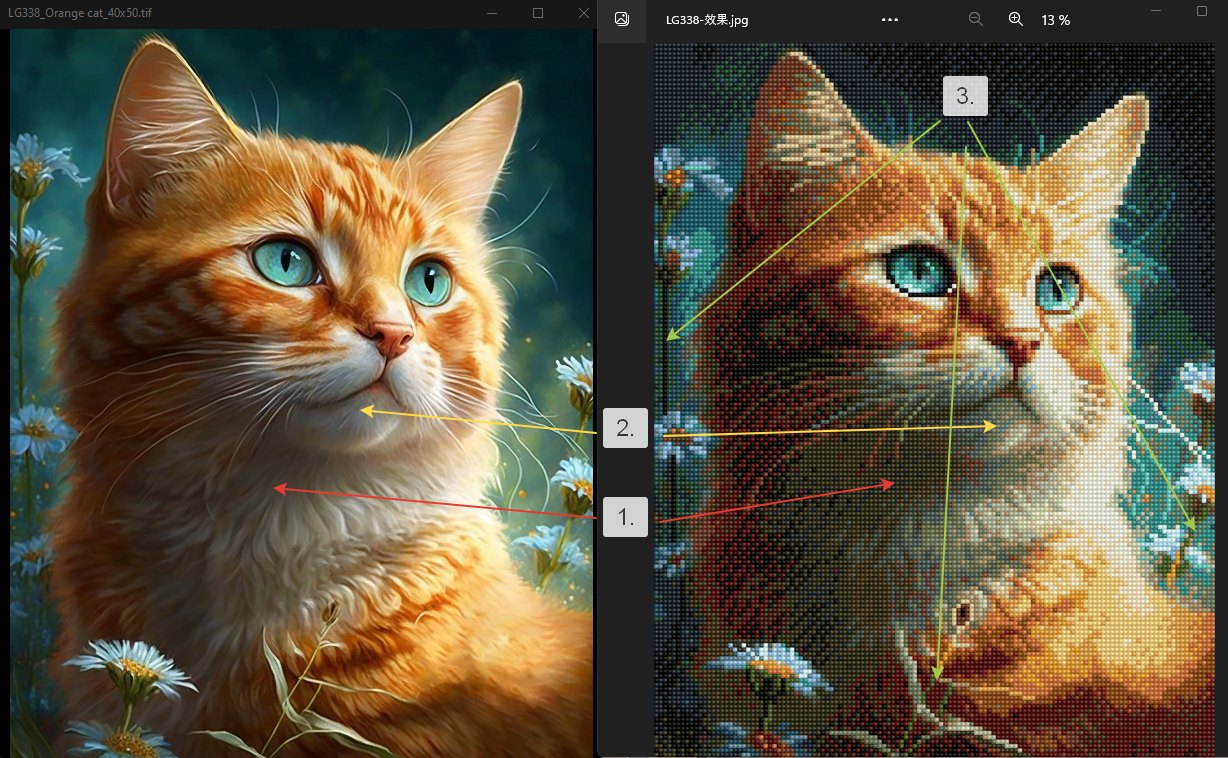 LG338_Orange cat_40x50.tif
LG338-效果.jpg
13 %
3.
2.
1.